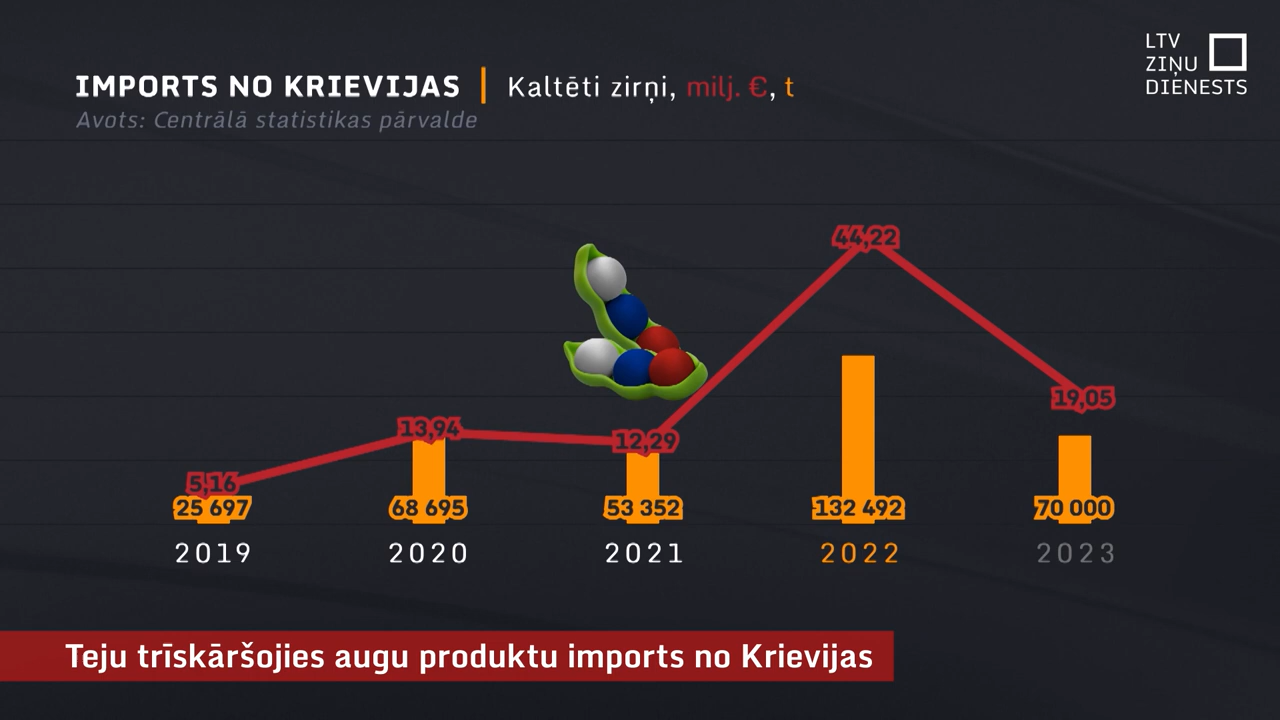 LTV
ZIŅU
DIENESTS
IMPORTS NO KRIEVIJAS | Kaltēti zirņi, milj. €, t
Avots: Centrālā statistikas pārvalde
44,22
19,05
13,94
12,29
5,16
25 697 68 695 53 352 132 492 70 000
2019 2020 2021 2022 2023
Teju trīskāršojies augu produktu imports no Krievijas